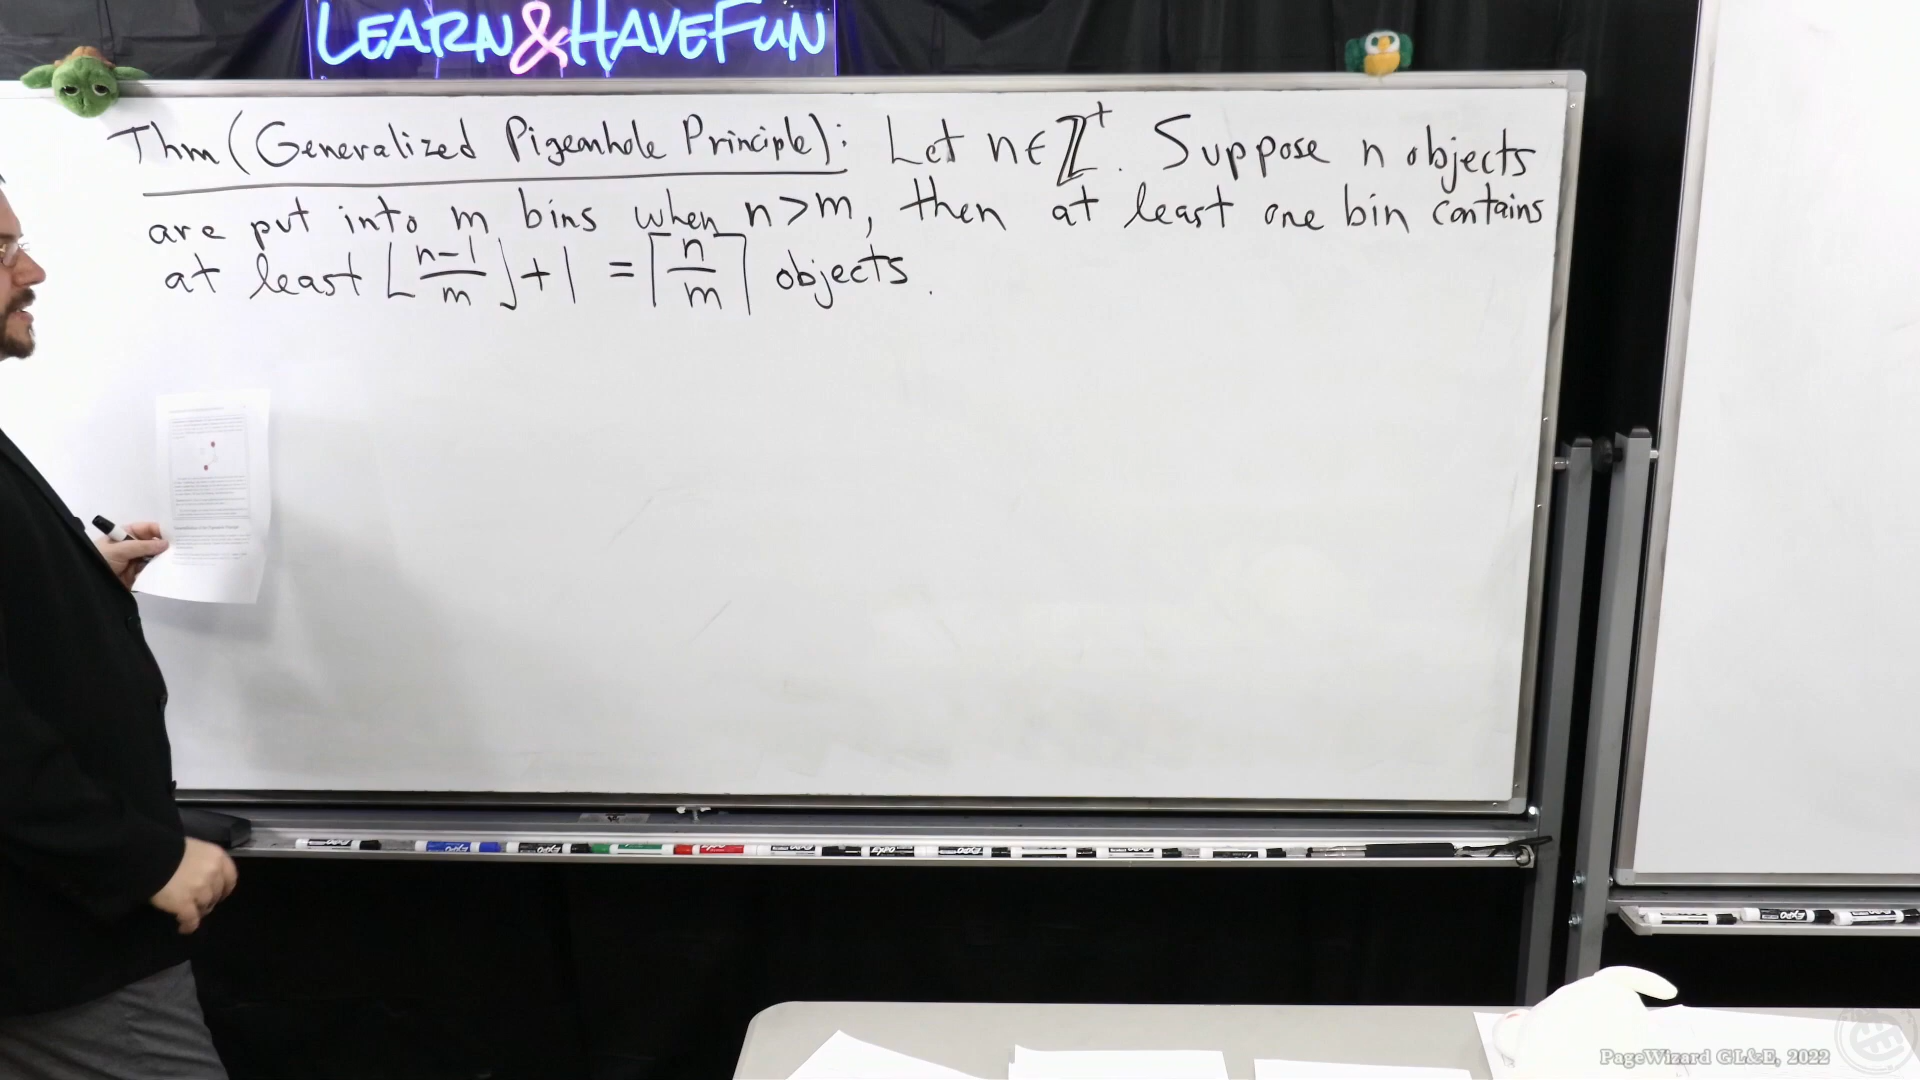 LEARN&HAVEFUN
Thm (Generalized Pigeonhole Principle): Let n∈ℤ⁺. Suppose n objects
are put into m bins when n>m, then at least one bin contains
at least ⌊(n-1)/m⌋+1 = ⌈n/m⌉ objects.
EXPO
PageWizard GL&E, 2022